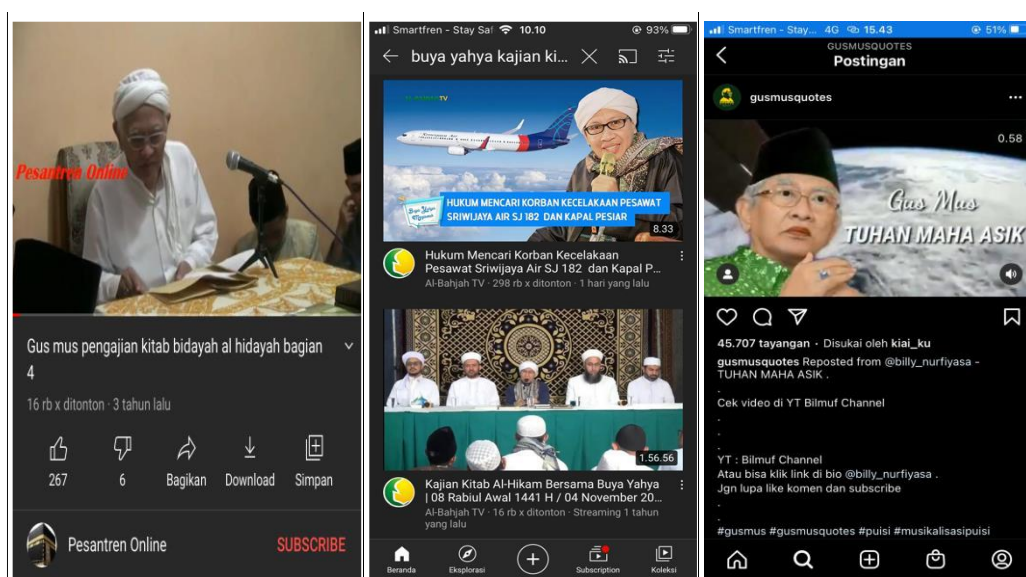 Pesantren Online
Gus mus pengajian kitab bidayah al hidayah bagian
4
16 rb x ditonton · 3 tahun lalu
267
6
Bagikan
Download
Simpan
Pesantren Online
SUBSCRIBE
Smartfren - Stay Saf
10.10
93%
buya yahya kajian ki...
HUKUM MENCARI KORBAN KECELAKAAN PESAWAT
SRIWIJAYA AIR SJ 182 DAN KAPAL PESIAR
8.33
Hukum Mencari Korban Kecelakaan
Pesawat Sriwijaya Air SJ 182 dan Kapal P...
Al-Bahjah TV · 298 rb x ditonton · 1 hari yang lalu
1.56.56
Kajian Kitab Al-Hikam Bersama Buya Yahya
| 08 Rabiul Awal 1441 H / 04 November 20...
Al-Bahjah TV · 16 rb x ditonton · Streaming 1 tahun
yang lalu
Beranda
Eksplorasi
Subscription
Koleksi
Smartfren - Stay...
4G
15.43
51%
GUSMUSQUOTES
Postingan
gusmusquotes
0.58
Gus Mus
TUHAN MAHA ASIK
45.707 tayangan · Disukai oleh kiai_ku
gusmusquotes Reposted from @billy_nurfiyasa -
TUHAN MAHA ASIK .
.
Cek video di YT Bilmuf Channel
.
.
.
YT : Bilmuf Channel
Atau bisa klik link di bio @billy_nurfiyasa .
Jgn lupa like komen dan subscribe
.
.
#gusmus #gusmusquotes #puisi #musikalisasipuisi